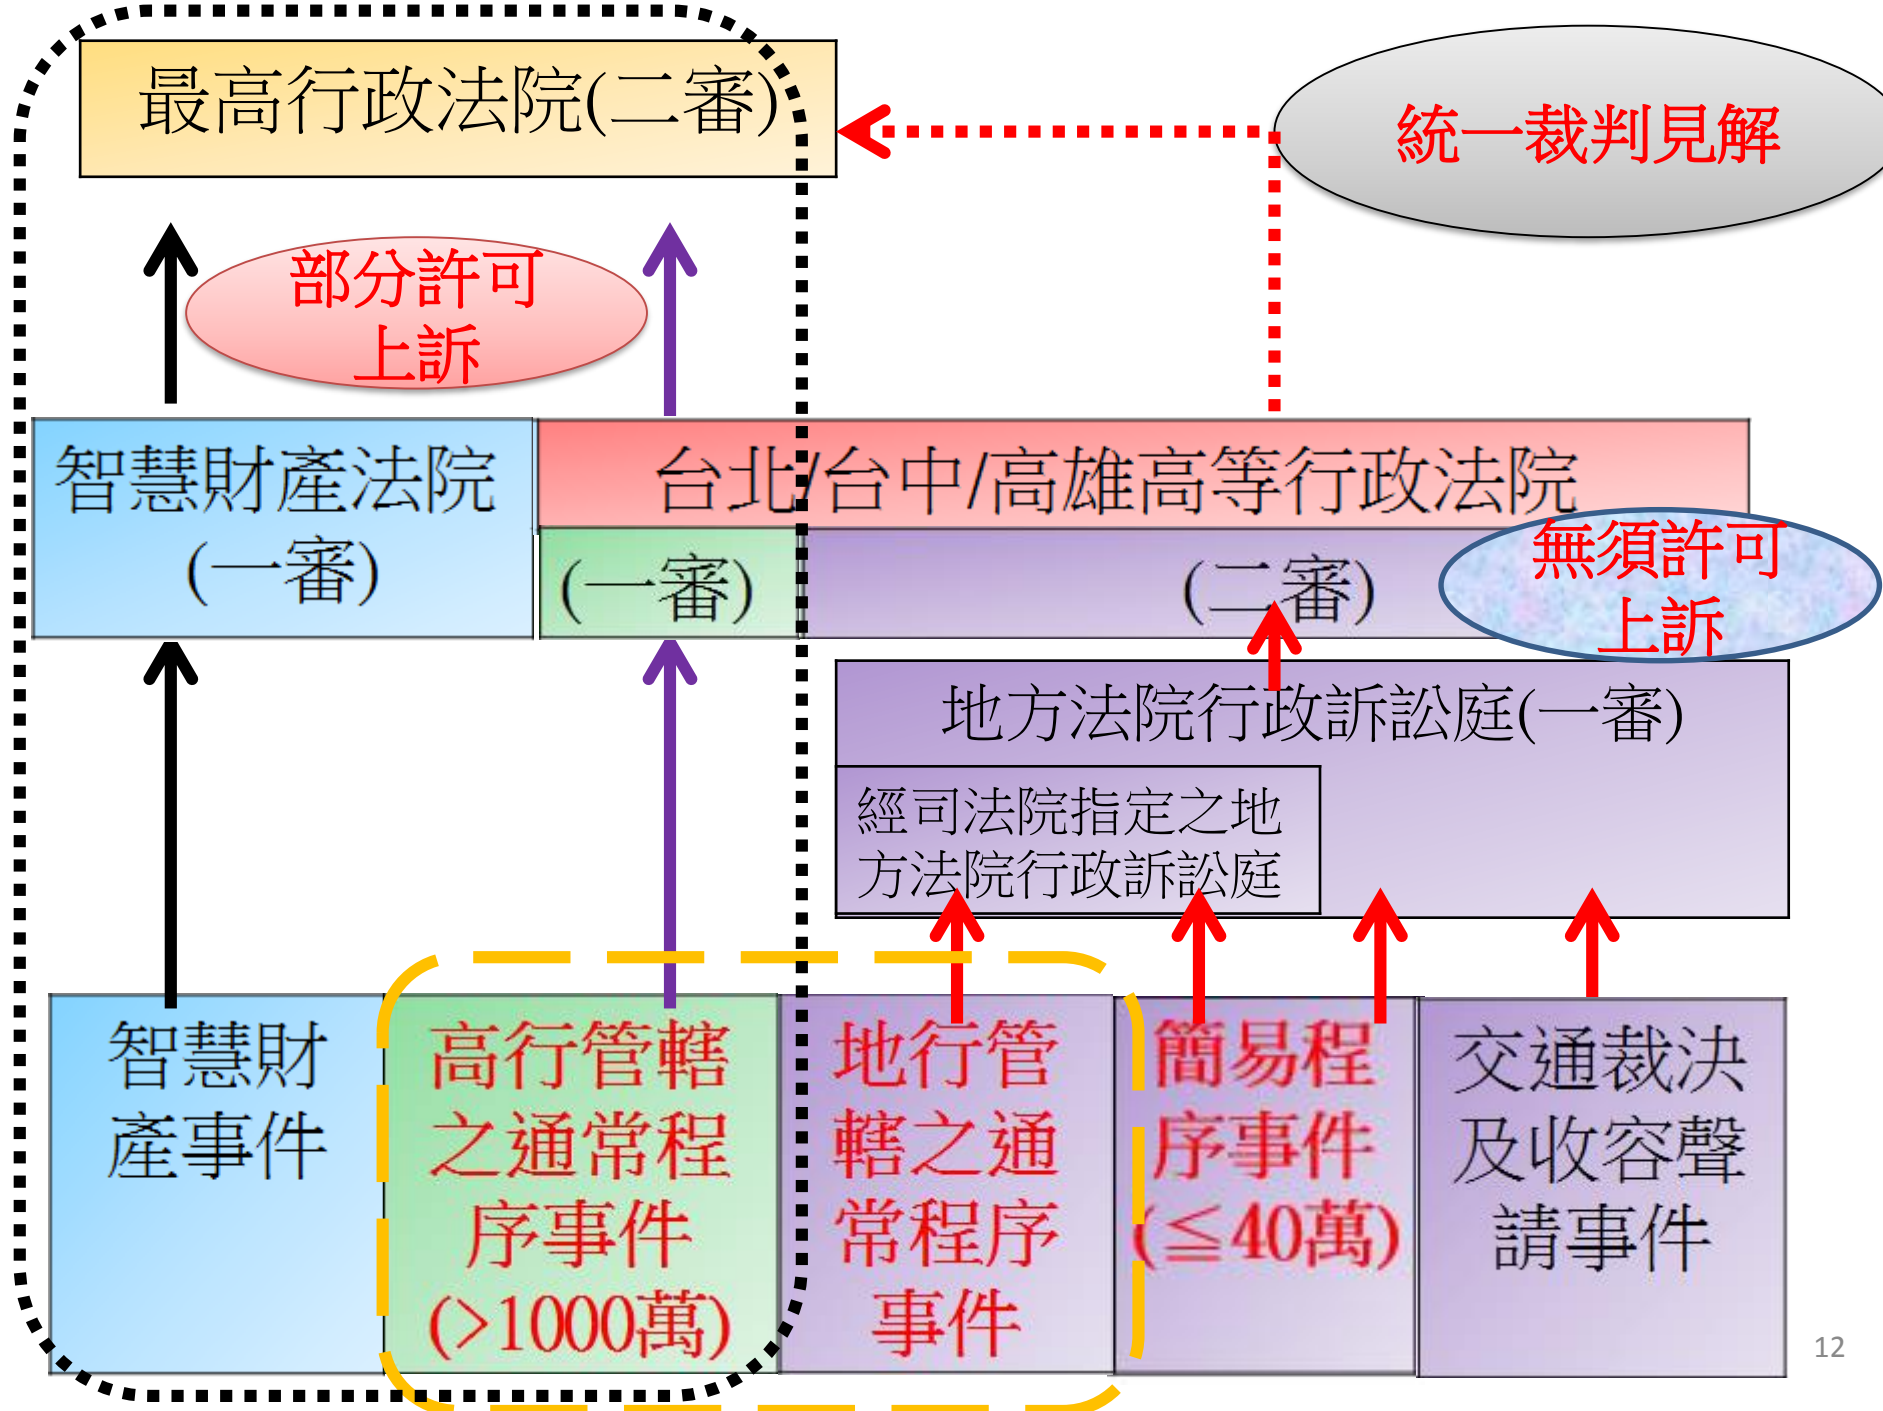 最高行政法院(二審)
統一裁判見解
部分許可
上訴
智慧財產法院
(一審)
台北/台中/高雄高等行政法院
(一審)
(二審)
無須許可
上訴
地方法院行政訴訟庭(一審)
經司法院指定之地
方法院行政訴訟庭
智慧財
產事件
高行管轄
之通常程
序事件
(>1000萬)
地行管
轄之通
常程序
事件
簡易程
序事件
(≦40萬)
交通裁決
及收容聲
請事件
12